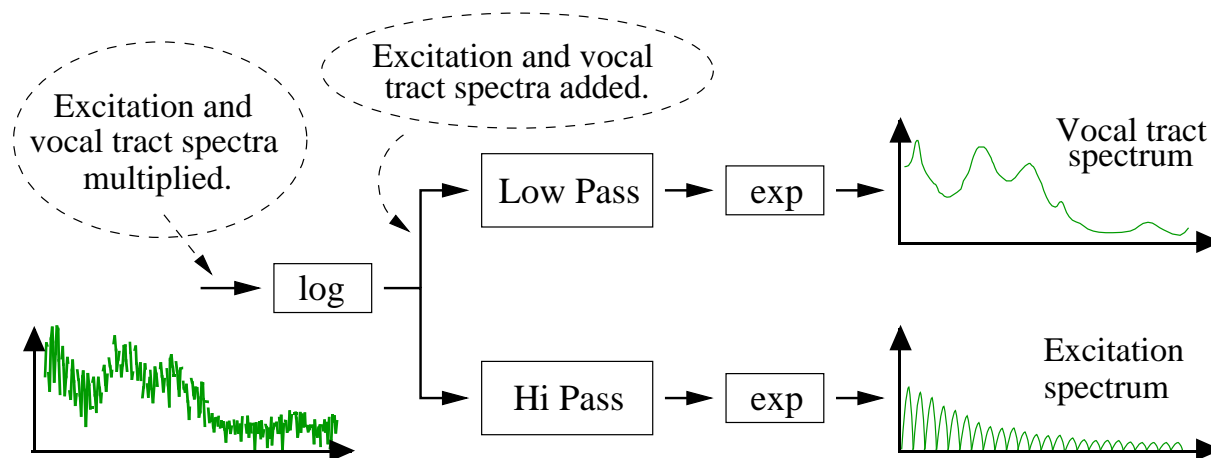 Excitation and
vocal tract spectra
multiplied.
Excitation and vocal
tract spectra added.
log
Low Pass
exp
Vocal tract
spectrum
Hi Pass
exp
Excitation
spectrum